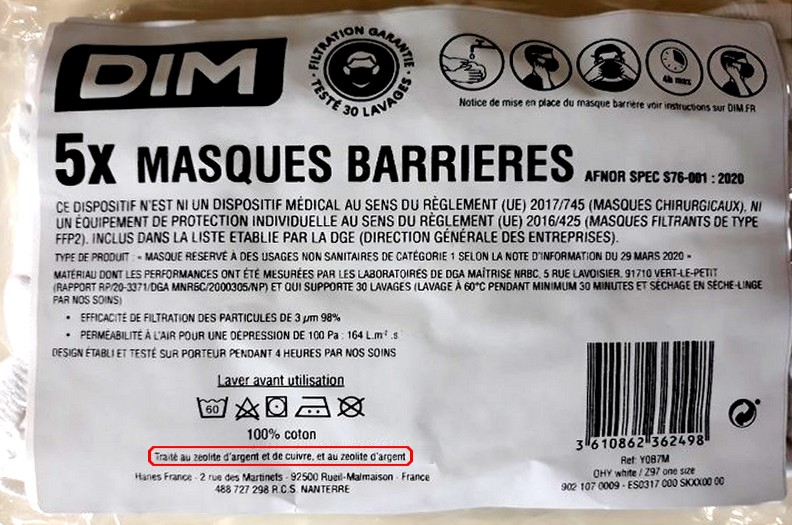 DIM
FILTRATION GARANTIE
TESTÉ 30 LAVAGES
4h max
Notice de mise en place du masque barrière voir instructions sur DIM.FR
5X MASQUES BARRIERES AFNOR SPEC S76-001 : 2020
CE DISPOSITIF N'EST NI UN DISPOSITIF MÉDICAL AU SENS DU RÈGLEMENT (UE) 2017/745 (MASQUES CHIRURGICAUX), NI
UN ÉQUIPEMENT DE PROTECTION INDIVIDUELLE AU SENS DU RÈGLEMENT (UE) 2016/425 (MASQUES FILTRANTS DE TYPE
FFP2). INCLUS DANS LA LISTE ETABLIE PAR LA DGE (DIRECTION GÉNÉRALE DES ENTREPRISES).
TYPE DE PRODUIT : « MASQUE RESERVÉ À DES USAGES NON SANITAIRES DE CATÉGORIE 1 SELON LA NOTE D'INFORMATION DU 29 MARS 2020 »
MATÉRIAU DONT LES PERFORMANCES ONT ÉTÉ MESURÉES PAR LES LABORATOIRES DE DGA MAÎTRISE NRBC, 5 RUE LAVOISIER, 91710 VERT-LE-PETIT
(RAPPORT RP/20-3371/DGA MNRBC/2000305/NP) ET QUI SUPPORTE 30 LAVAGES (LAVAGE À 60°C PENDANT MINIMUM 30 MINUTES ET SÉCHAGE EN SÈCHE-LINGE
PAR NOS SOINS)
• EFFICACITÉ DE FILTRATION DES PARTICULES DE 3 µm 98%
• PERMÉABILITÉ À L'AIR POUR UNE DÉPRESSION DE 100 Pa : 164 L.m⁻² .s
DESIGN ÉTABLI ET TESTÉ SUR PORTEUR PENDANT 4 HEURES PAR NOS SOINS
Laver avant utilisation
60
100% coton
Traité au zéolite d'argent et de cuivre, et au zéolite d'argent
Hanes France - 2 rue des Martinets - 92500 Rueil-Malmaison - France
488 727 298 R.C.S. NANTERRE
3 610862 362498
Ref: Y0B7M
OHY white / Z97 one size
902 107 0009 - ES0317 000 SKXX00 00